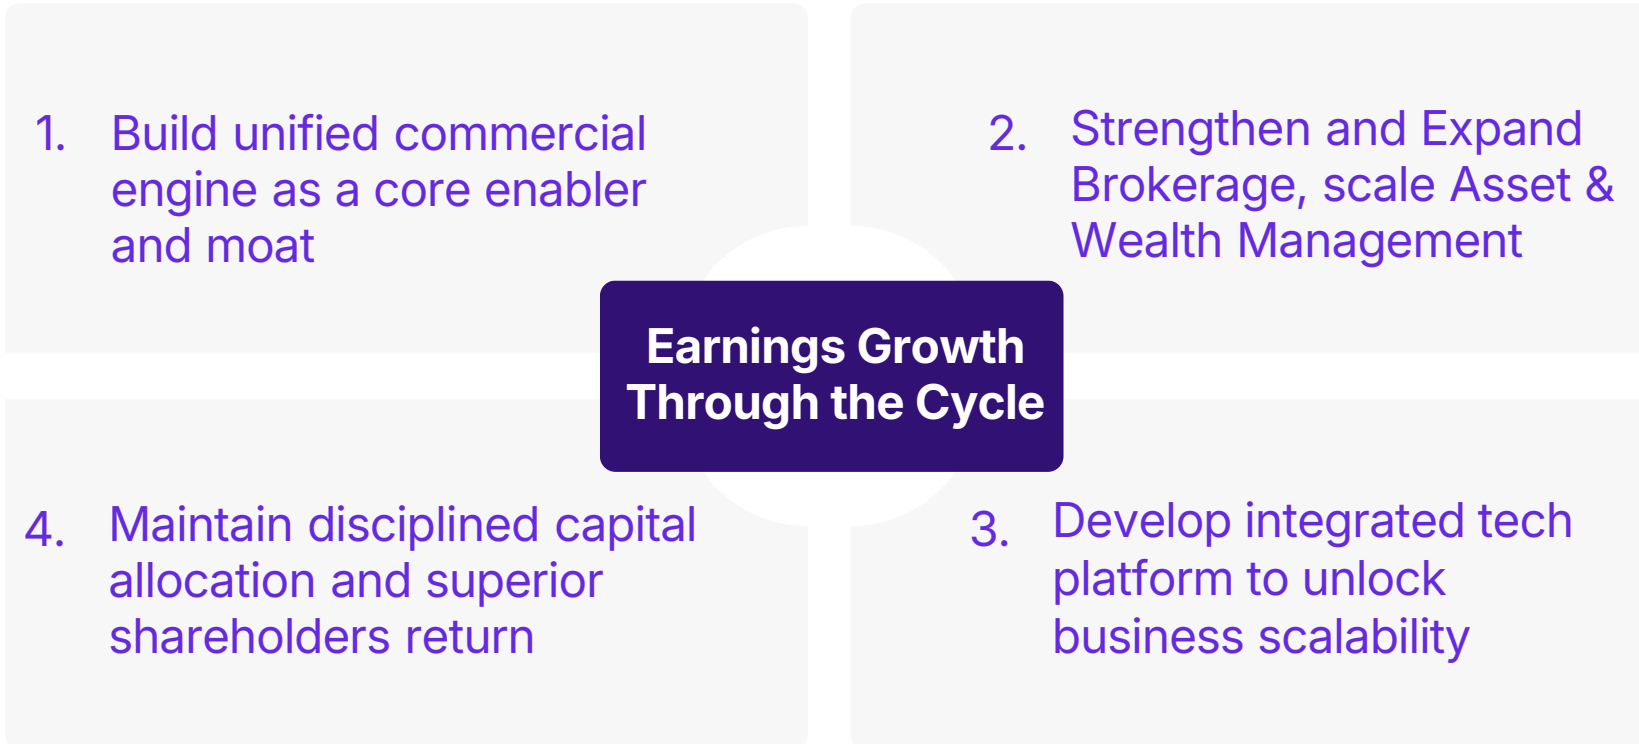 1. Build unified commercial
engine as a core enabler
and moat
2. Strengthen and Expand
Brokerage, scale Asset &
Wealth Management
Earnings Growth
Through the Cycle
4. Maintain disciplined capital
allocation and superior
shareholders return
3. Develop integrated tech
platform to unlock
business scalability